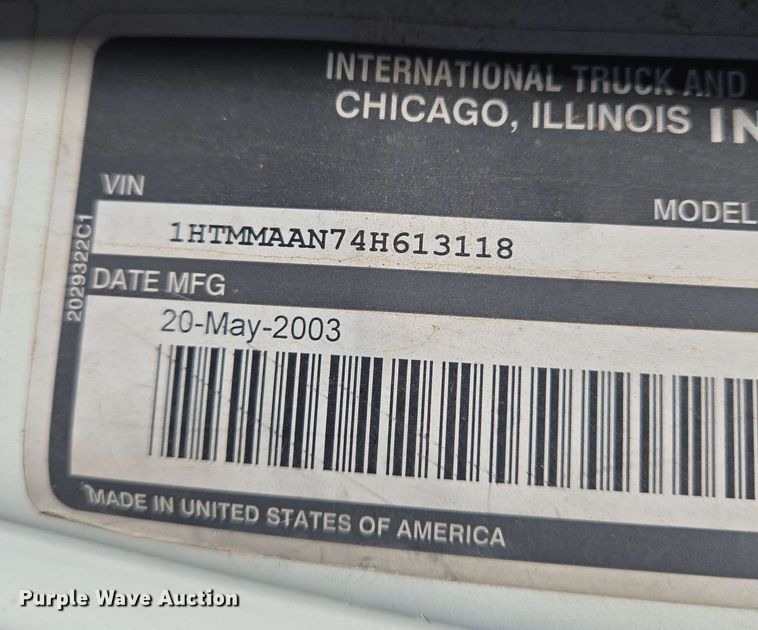 INTERNATIONAL TRUCK AND
CHICAGO, ILLINOIS
VIN
MODEL
1HTMMAAN74H613118
2029322C1
DATE MFG
20-May-2003
MADE IN UNITED STATES OF AMERICA
Purple Wave Auction